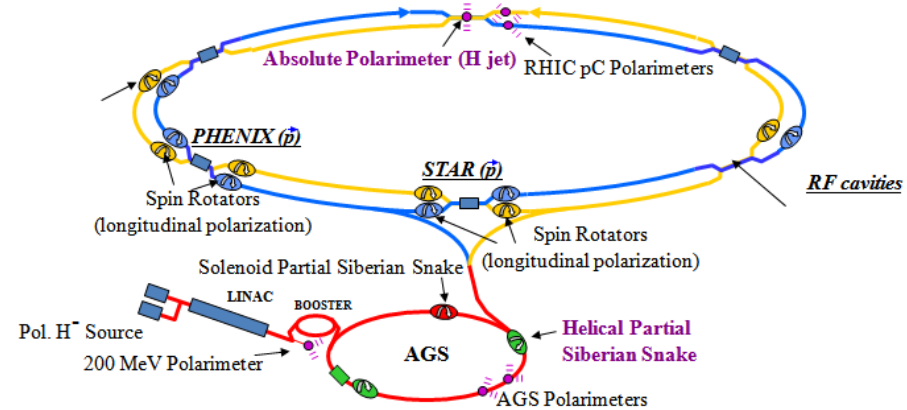 Absolute Polarimeter (H jet)
RHIC pC Polarimeters
PHENIX (p)
STAR (p)
RF cavities
Spin Rotators
(longitudinal polarization)
Spin Rotators
(longitudinal polarization)
Solenoid Partial Siberian Snake
LINAC
BOOSTER
Pol. H⁻ Source
200 MeV Polarimeter
AGS
Helical Partial
Siberian Snake
AGS Polarimeters